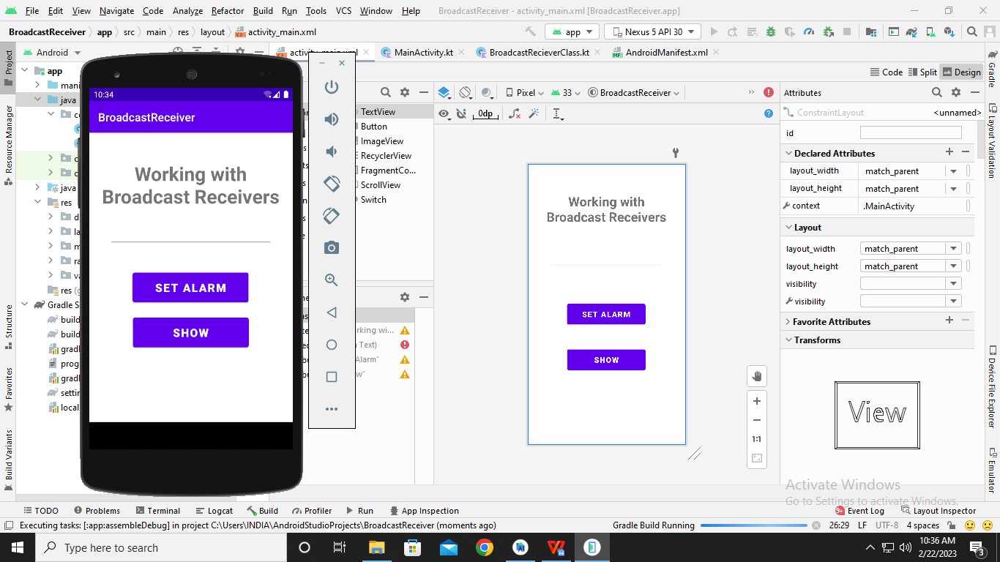 File Edit View Navigate Code Analyze Refactor Build Run Tools VCS Window Help BroadcastReceiver - activity_main.xml [BroadcastReceiver.app]
BroadcastReceiver app src main res layout activity_main.xml
app Nexus 5 API 30
Project
Resource Manager
Structure
Favorites
Build Variants
Android
app
mani
java
java
res
res
Gradle S
build
build
gradl
prog
gradl
settin
local
10:34
BroadcastReceiver
Working with
Broadcast Receivers
SET ALARM
SHOW
activity_main.xml MainActivity.kt BroadcastRecieverClass.kt AndroidManifest.xml
Code Split Design
TextView
Button
ImageView
RecyclerView
FragmentCo...
ScrollView
Switch
orking wi...
Text)
Alarm"
w"
Pixel 33 BroadcastReceiver
0dp
Working with
Broadcast Receivers
SET ALARM
SHOW
1:1
Attributes
ConstraintLayout <unnamed>
id
Declared Attributes
layout_width match_parent
layout_height match_parent
context .MainActivity
Layout
layout_width match_parent
layout_height match_parent
visibility
visibility
Favorite Attributes
Transforms
View
Gradle
Layout Validation
Device File Explorer
Emulator
Activate Windows
Go to Settings to activate Windows.
TODO Problems Terminal Logcat Build Profiler Run App Inspection 9+ Event Log Layout Inspector
Executing tasks: [:app:assembleDebug] in project C:\Users\INDIA\AndroidStudioProjects\BroadcastReceiver (moments ago) Gradle Build Running 26:29 LF UTF-8 4 spaces
Type here to search
10:36 AM
2/22/2023
3